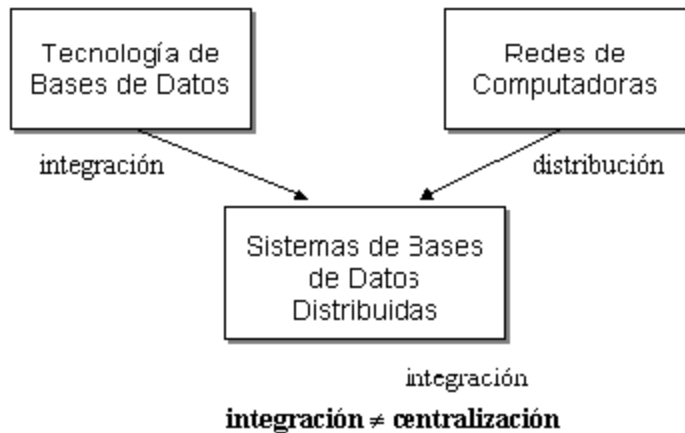 Tecnología de
Bases de Datos
Redes de
Computadoras
integración
distribución
Sistemas de Bases
de Datos
Distribuidas
integración
integración ≠ centralización